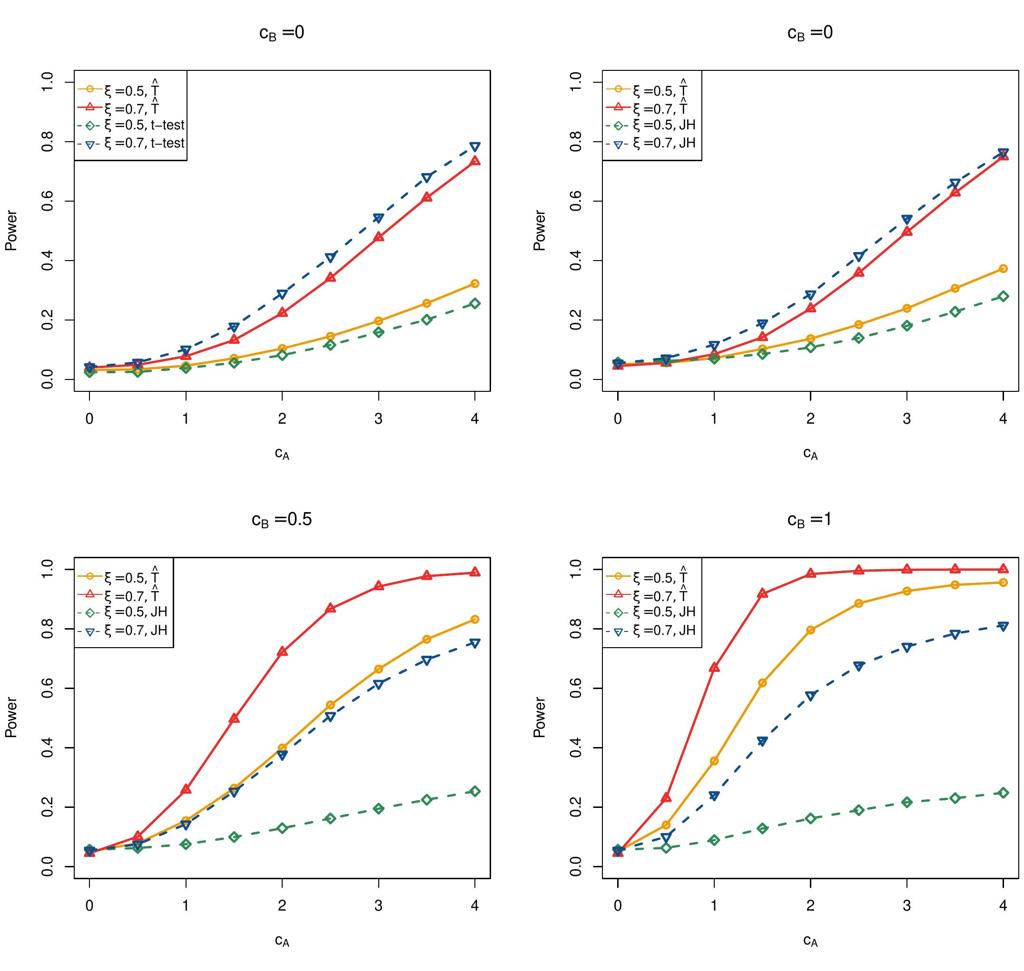 c_B =0
ξ =0.5, T̂
ξ =0.7, T̂
ξ =0.5, t−test
ξ =0.7, t−test
Power
0.0 0.2 0.4 0.6 0.8 1.0
0 1 2 3 4
c_A
c_B =0
ξ =0.5, T̂
ξ =0.7, T̂
ξ =0.5, JH
ξ =0.7, JH
Power
0.0 0.2 0.4 0.6 0.8 1.0
0 1 2 3 4
c_A
c_B =0.5
ξ =0.5, T̂
ξ =0.7, T̂
ξ =0.5, JH
ξ =0.7, JH
Power
0.0 0.2 0.4 0.6 0.8 1.0
0 1 2 3 4
c_A
c_B =1
ξ =0.5, T̂
ξ =0.7, T̂
ξ =0.5, JH
ξ =0.7, JH
Power
0.0 0.2 0.4 0.6 0.8 1.0
0 1 2 3 4
c_A